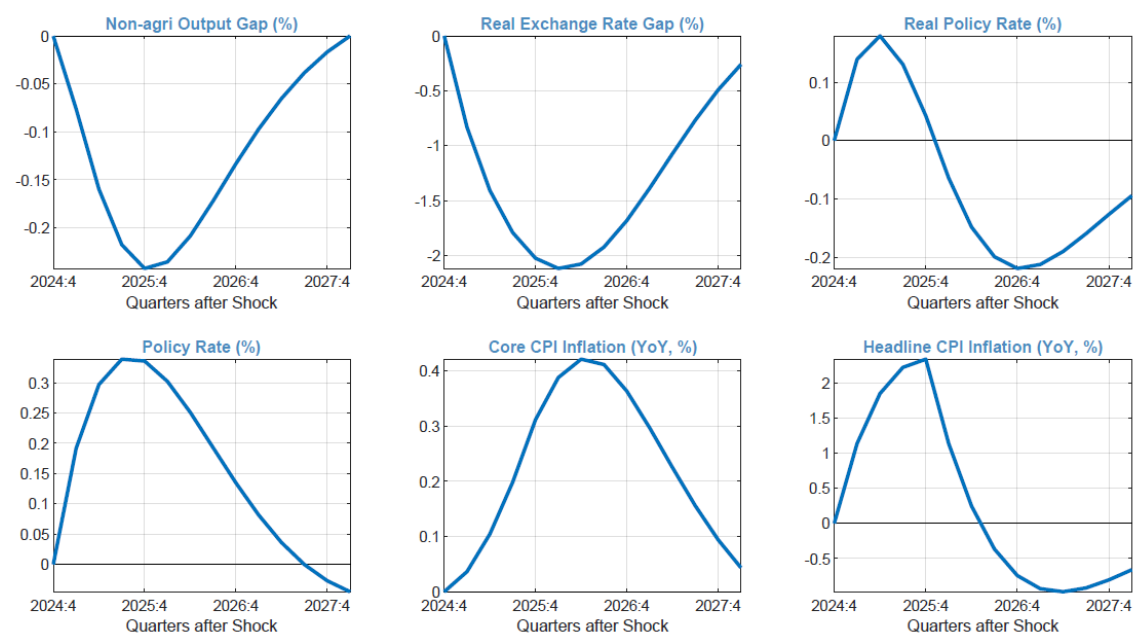 Non-agri Output Gap (%)
0
-0.05
-0.1
-0.15
-0.2
2024:4 2025:4 2026:4 2027:4
Quarters after Shock
Real Exchange Rate Gap (%)
0
-0.5
-1
-1.5
-2
2024:4 2025:4 2026:4 2027:4
Quarters after Shock
Real Policy Rate (%)
0.1
0
-0.1
-0.2
2024:4 2025:4 2026:4 2027:4
Quarters after Shock
Policy Rate (%)
0.3
0.25
0.2
0.15
0.1
0.05
0
2024:4 2025:4 2026:4 2027:4
Quarters after Shock
Core CPI Inflation (YoY, %)
0.4
0.3
0.2
0.1
0
2024:4 2025:4 2026:4 2027:4
Quarters after Shock
Headline CPI Inflation (YoY, %)
2
1.5
1
0.5
0
-0.5
2024:4 2025:4 2026:4 2027:4
Quarters after Shock